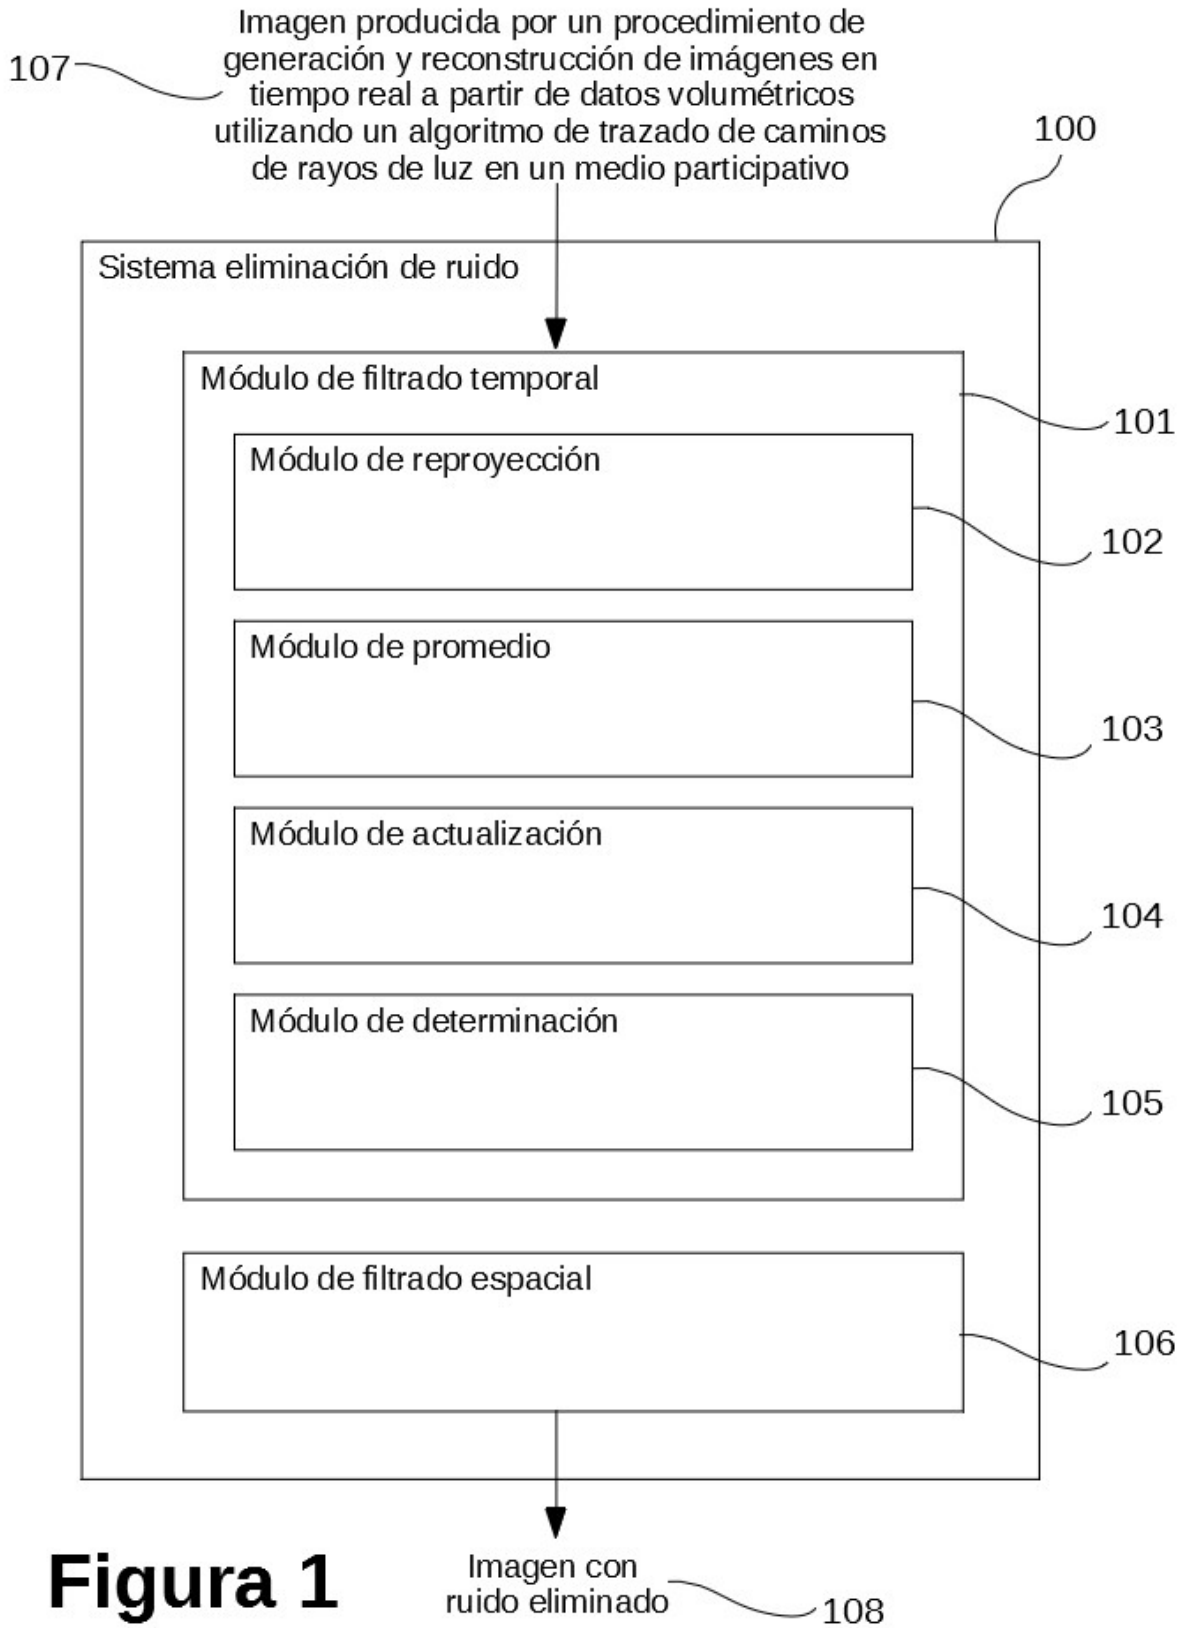 Imagen producida por un procedimiento de
generación y reconstrucción de imágenes en
tiempo real a partir de datos volumétricos
utilizando un algoritmo de trazado de caminos
de rayos de luz en un medio participativo
107
100
Sistema eliminación de ruido
Módulo de filtrado temporal
101
Módulo de reproyección
102
Módulo de promedio
103
Módulo de actualización
104
Módulo de determinación
105
Módulo de filtrado espacial
106
Imagen con
ruido eliminado
108
Figura 1